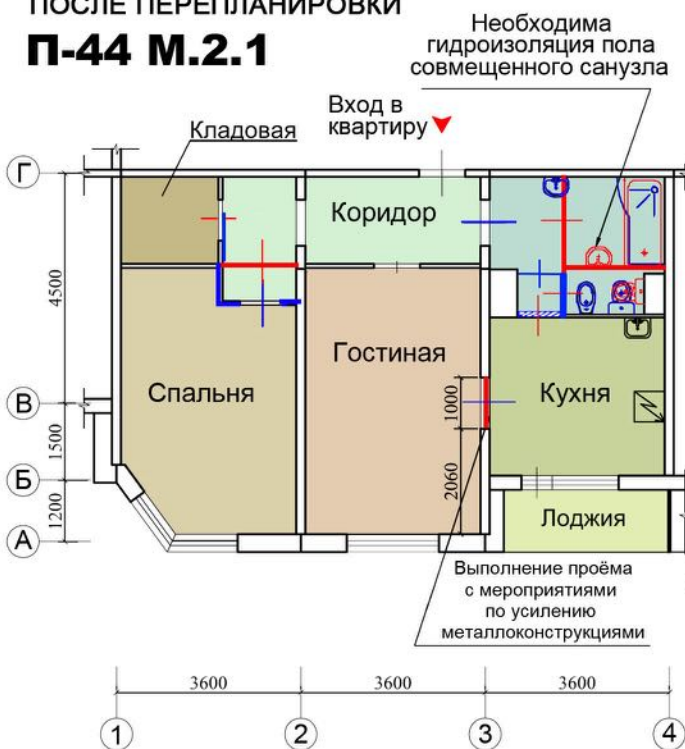 ПОСЛЕ ПЕРЕПЛАНИРОВКИ
П-44 М.2.1
Необходима
гидроизоляция пола
совмещенного санузла
Вход в
квартиру
Кладовая
Г
Коридор
4500
Гостиная
Спальня
Кухня
В
1000
1500
Б
2060
1200
Лоджия
А
Выполнение проёма
с мероприятиями
по усилению
металлоконструкциями
3600
3600
3600
1
2
3
4